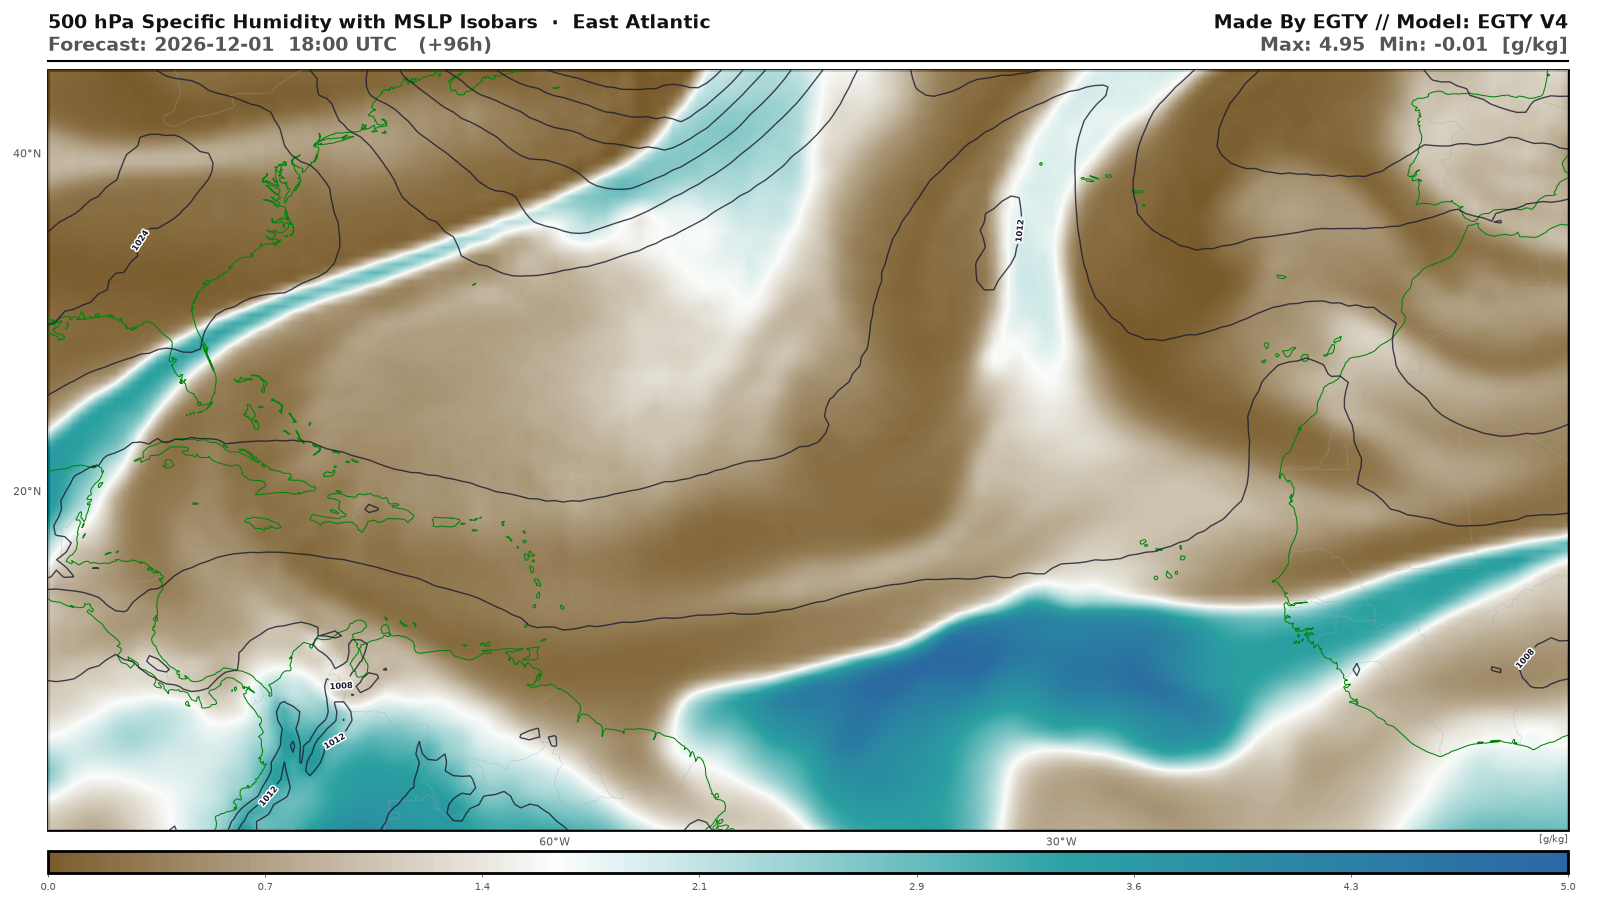 500 hPa Specific Humidity with MSLP Isobars · East Atlantic
Made By EGTY // Model: EGTY V4
Forecast: 2026-12-01 18:00 UTC (+96h)
Max: 4.95 Min: -0.01 [g/kg]
40°N
1024
1012
20°N
1008
1008
1012
1012
60°W
30°W
[g/kg]
0.0
0.7
1.4
2.1
2.9
3.6
4.3
5.0